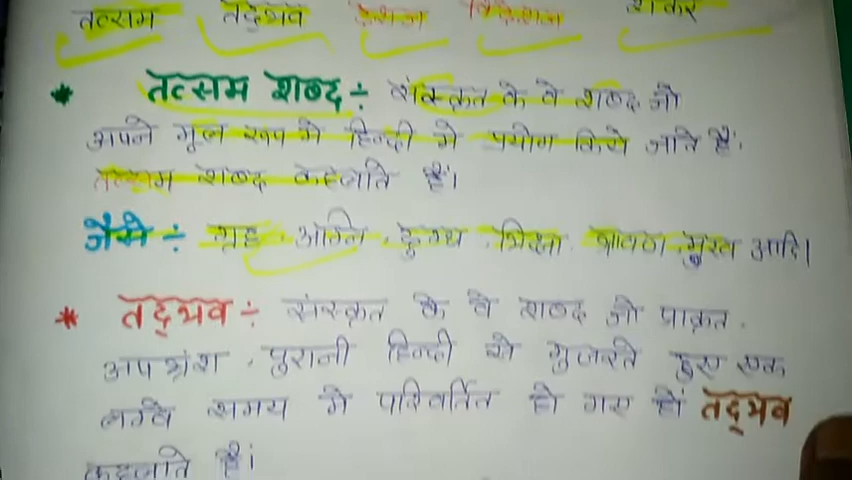 तत्सम तद्भव देशज विदेशज शंकर
* तत्सम शब्द ÷ संस्कृत के वे शब्द जो
अपने मूल रूप मे हिन्दी मे प्रयोग किये जाते है,
तत्सम शब्द कहलाते हैं।
जैसे ÷ गृह, अग्नि, दुग्ध, भिक्षा, श्रावण, मुख आदि।
* तद्भव ÷ संस्कृत के वे शब्द जो प्राकृत,
अपभ्रंश, पुरानी हिन्दी से गुजरते हुए एक
लम्बे समय मे परिवर्तित हो गए हों तद्भव
कहलाते हैं।